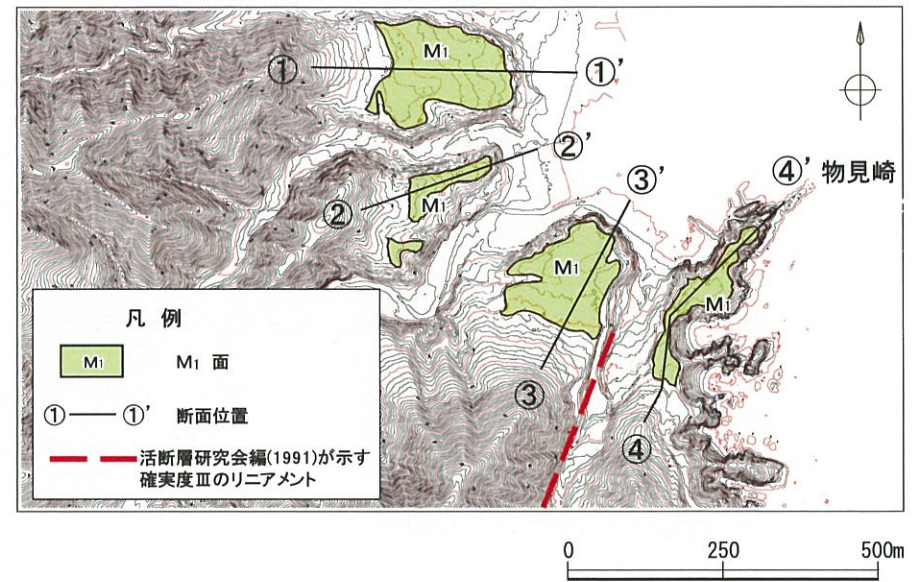 M1
①
①'
②'
②
M1
③'
④'
物見崎
M1
M1
③
④
凡 例
M1
M1 面
① ①'
断面位置
活断層研究会編(1991)が示す
確実度Ⅲのリニアメント
0 250 500m